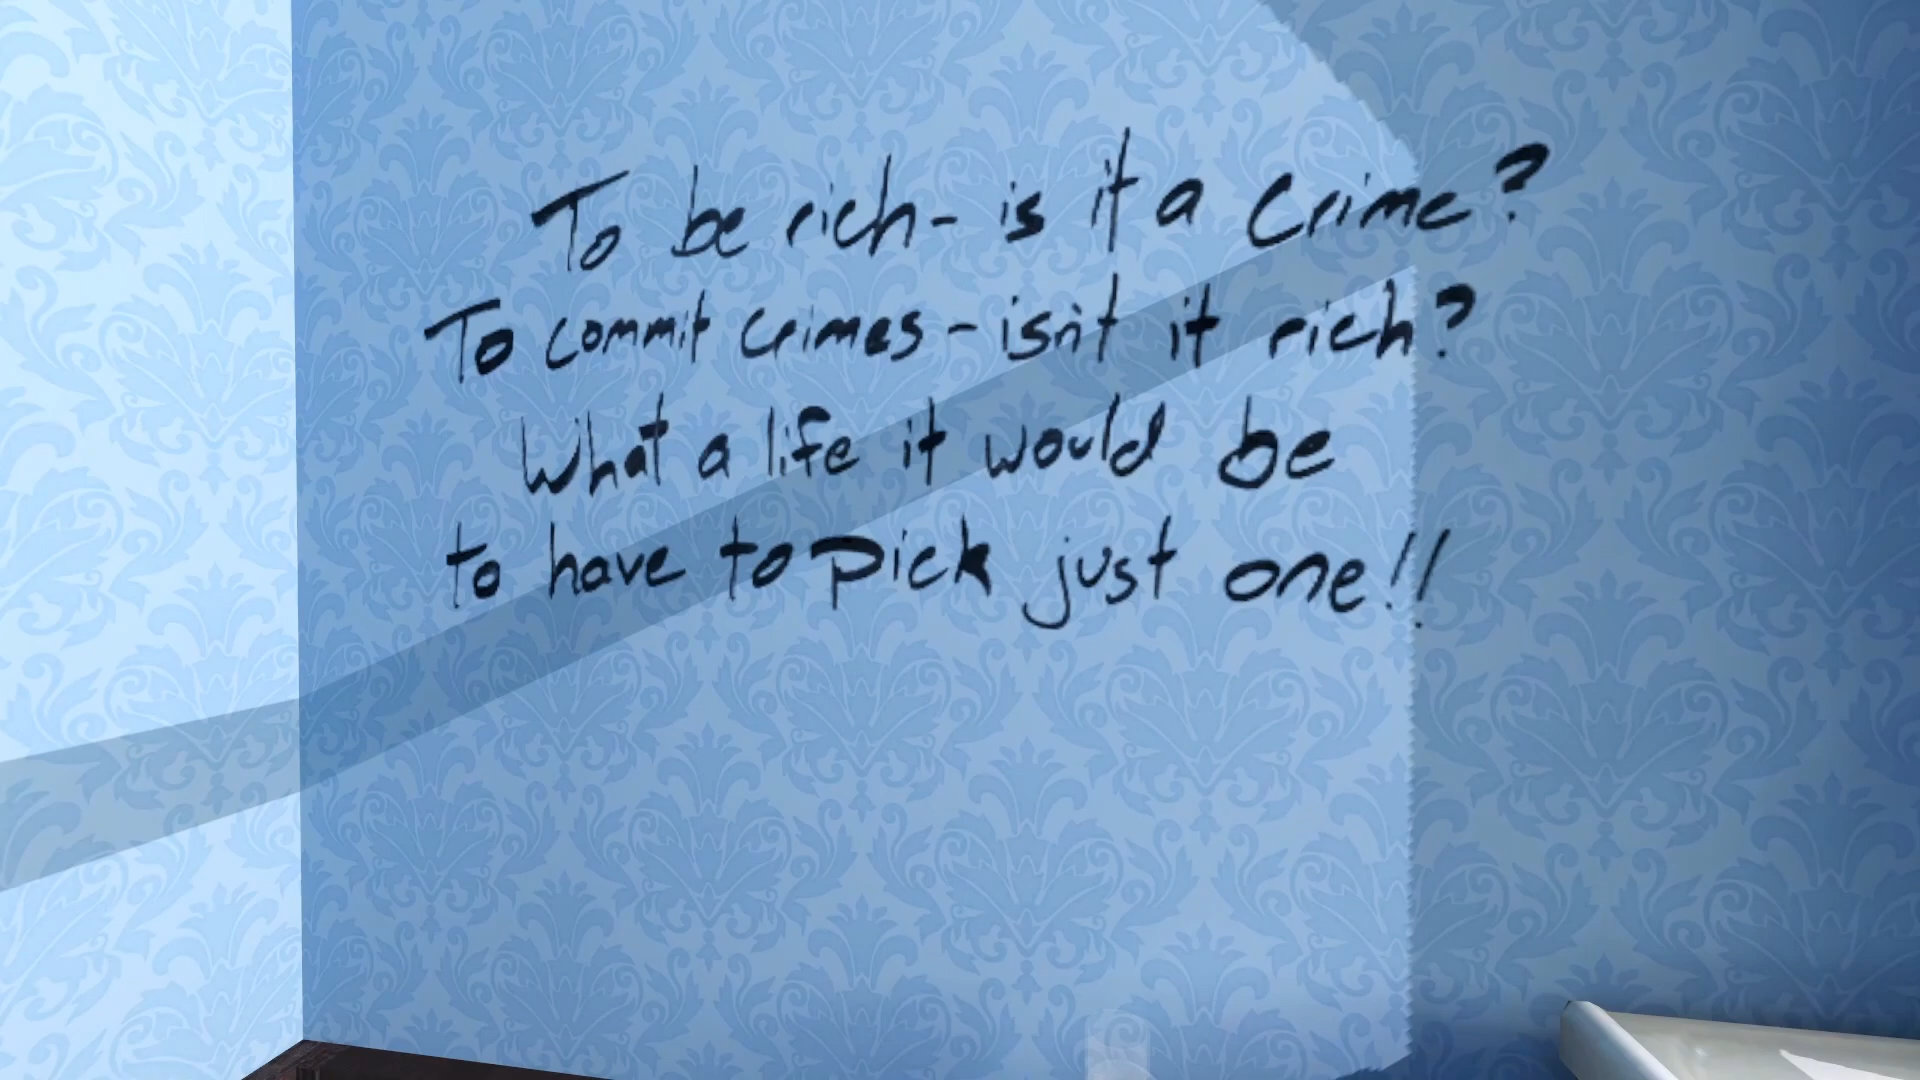 To be rich- is it a crime?
To commit crimes - isn't it rich?
What a life it would be
to have to pick just one!!